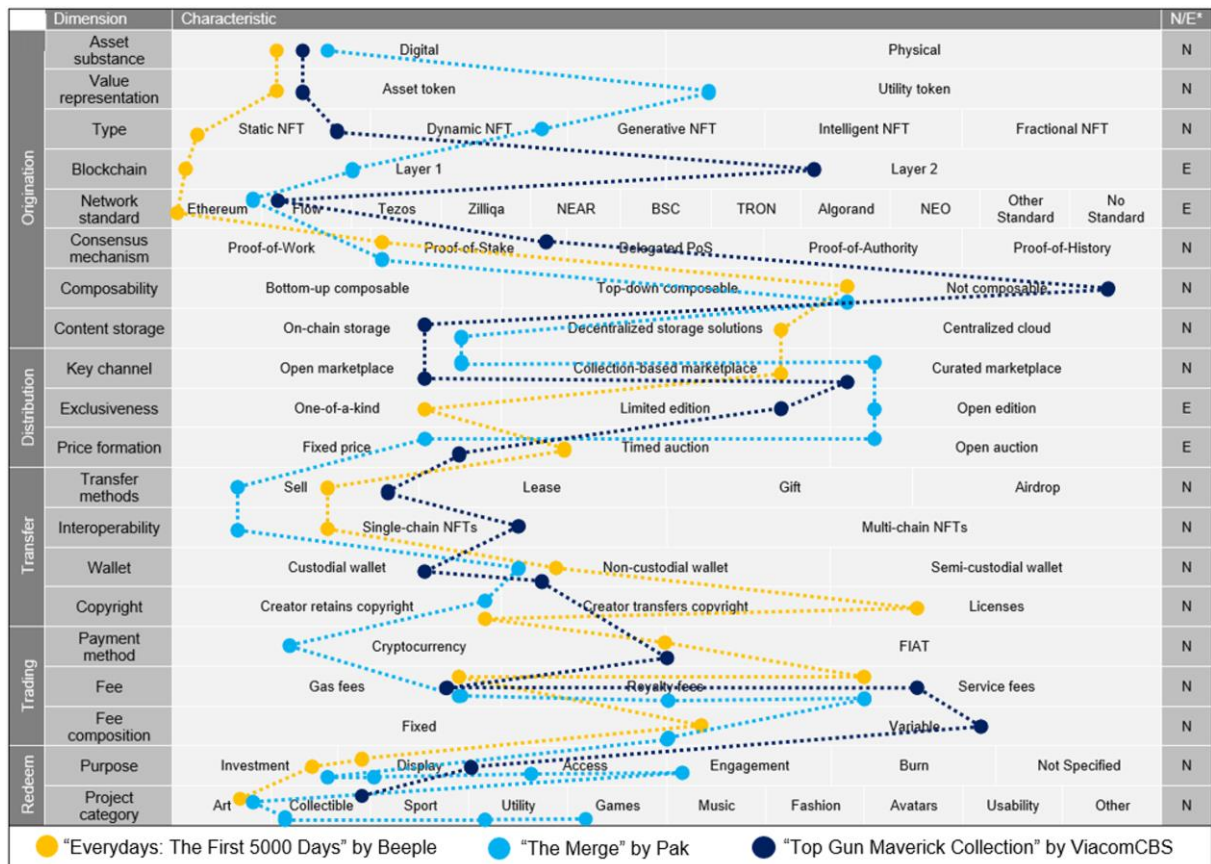 Dimension Characteristic N/E*
Origination
Asset substance Digital Physical N
Value representation Asset token Utility token N
Type Static NFT Dynamic NFT Generative NFT Intelligent NFT Fractional NFT N
Blockchain Layer 1 Layer 2 E
Network standard Ethereum Flow Tezos Zilliqa NEAR BSC TRON Algorand NEO Other Standard No Standard E
Consensus mechanism Proof-of-Work Proof-of-Stake Delegated PoS Proof-of-Authority Proof-of-History N
Composability Bottom-up composable Top-down composable Not composable N
Content storage On-chain storage Decentralized storage solutions Centralized cloud N
Distribution
Key channel Open marketplace Collection-based marketplace Curated marketplace N
Exclusiveness One-of-a-kind Limited edition Open edition E
Price formation Fixed price Timed auction Open auction E
Transfer
Transfer methods Sell Lease Gift Airdrop N
Interoperability Single-chain NFTs Multi-chain NFTs N
Wallet Custodial wallet Non-custodial wallet Semi-custodial wallet N
Copyright Creator retains copyright Creator transfers copyright Licenses N
Trading
Payment method Cryptocurrency FIAT N
Fee Gas fees Royalty fees Service fees N
Fee composition Fixed Variable N
Redeem
Purpose Investment Display Access Engagement Burn Not Specified N
Project category Art Collectible Sport Utility Games Music Fashion Avatars Usability Other N
"Everydays: The First 5000 Days" by Beeple "The Merge" by Pak "Top Gun Maverick Collection" by ViacomCBS